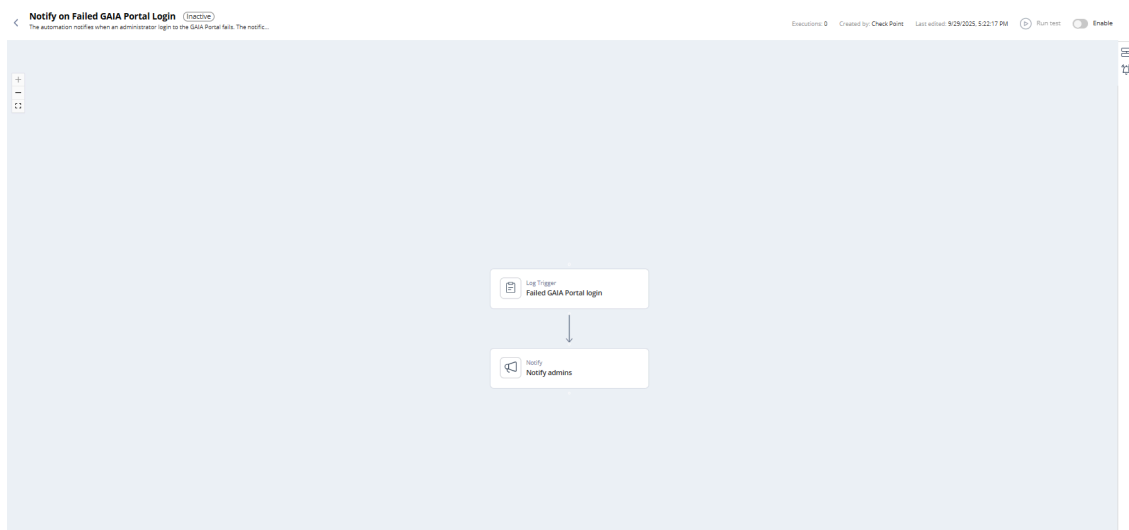 Notify on Failed GAIA Portal Login (Inactive)
The automation notifies when an administrator login to the GAIA Portal fails. The notific...
Executions: 0 Created by: Check Point Last edited: 9/29/2025, 5:22:17 PM Run test Enable
Log Trigger
Failed GAIA Portal login
Notify
Notify admins